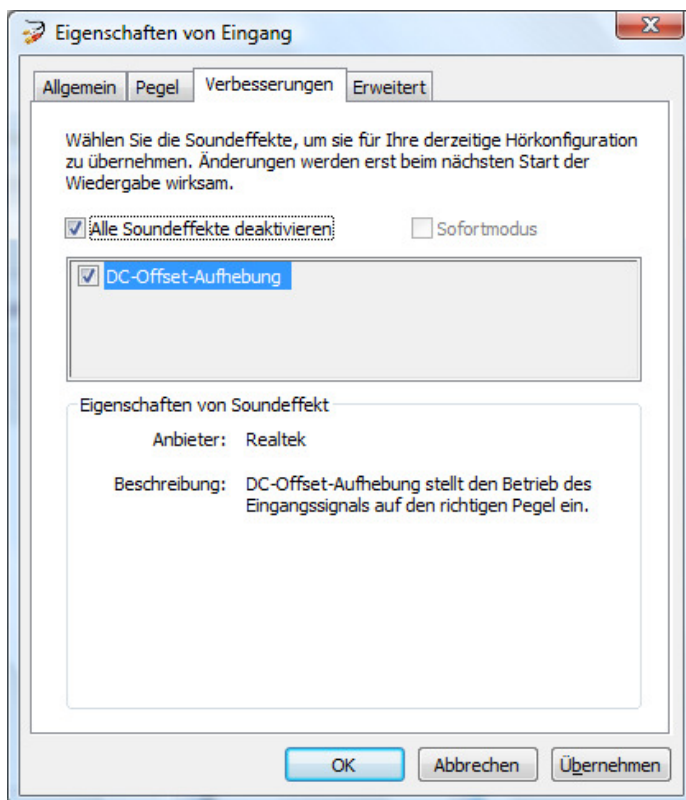 Eigenschaften von Eingang
Allgemein
Pegel
Verbesserungen
Erweitert
Wählen Sie die Soundeffekte, um sie für Ihre derzeitige Hörkonfiguration
zu übernehmen. Änderungen werden erst beim nächsten Start der
Wiedergabe wirksam.
Alle Soundeffekte deaktivieren
Sofortmodus
DC-Offset-Aufhebung
Eigenschaften von Soundeffekt
Anbieter: Realtek
Beschreibung: DC-Offset-Aufhebung stellt den Betrieb des
Eingangssignals auf den richtigen Pegel ein.
OK
Abbrechen
Übernehmen